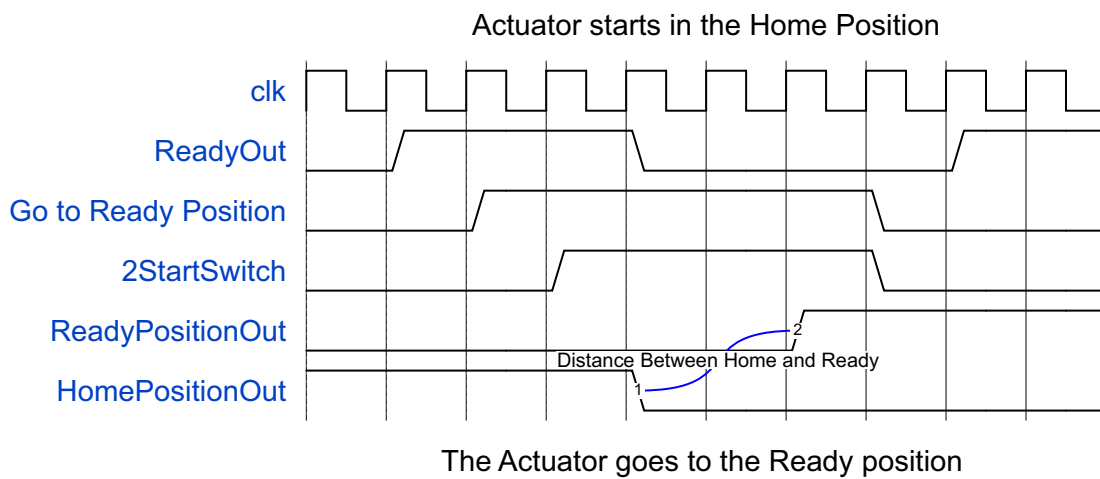 Actuator starts in the Home Position
clk
ReadyOut
Go to Ready Position
2StartSwitch
ReadyPositionOut
2
Distance Between Home and Ready
HomePositionOut
1
The Actuator goes to the Ready position